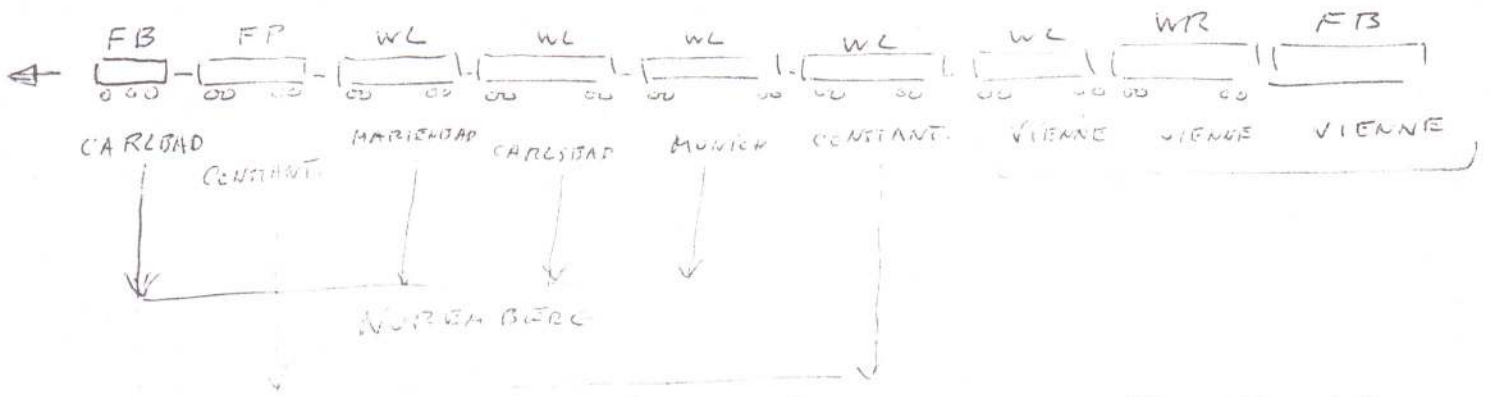 FB FP WL WL WL WL WL WR FB
CARLBAD CONSTANT. MARIENBAD CARLSBAD MUNICH CONSTANT. VIENNE VIENNE VIENNE
NUREMBERG